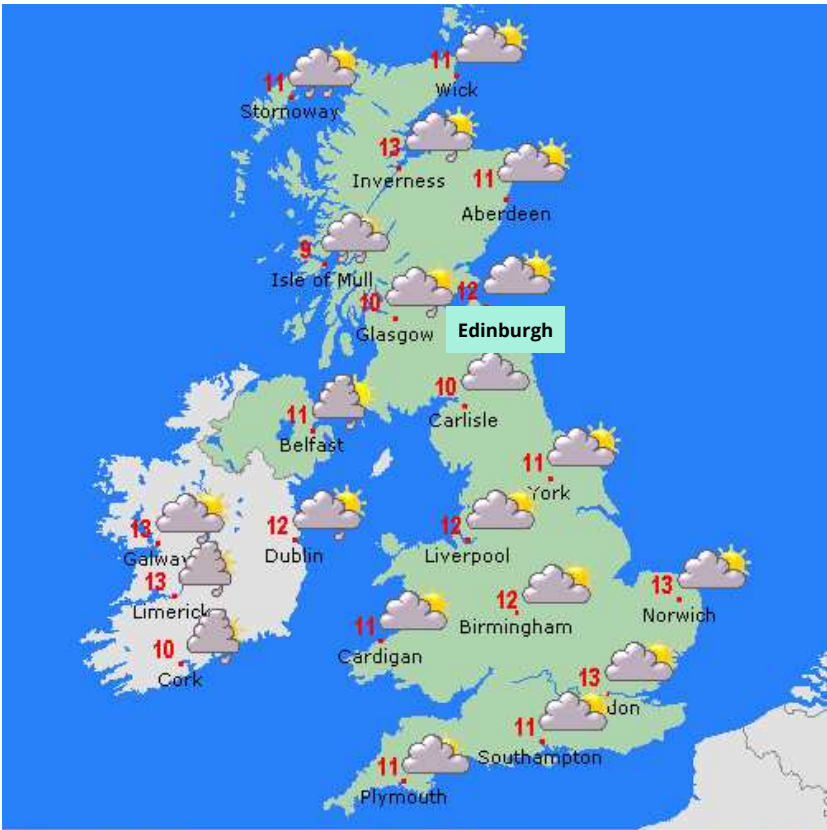 11
Wick
11
Stornoway
13
Inverness
11
Aberdeen
9
Isle of Mull
10
Glasgow
12
Edinburgh
10
Carlisle
11
Belfast
11
York
13
Galway
12
Dublin
12
Liverpool
13
Limerick
12
Birmingham
13
Norwich
10
Cork
11
Cardigan
13
don
11
Southampton
11
Plymouth